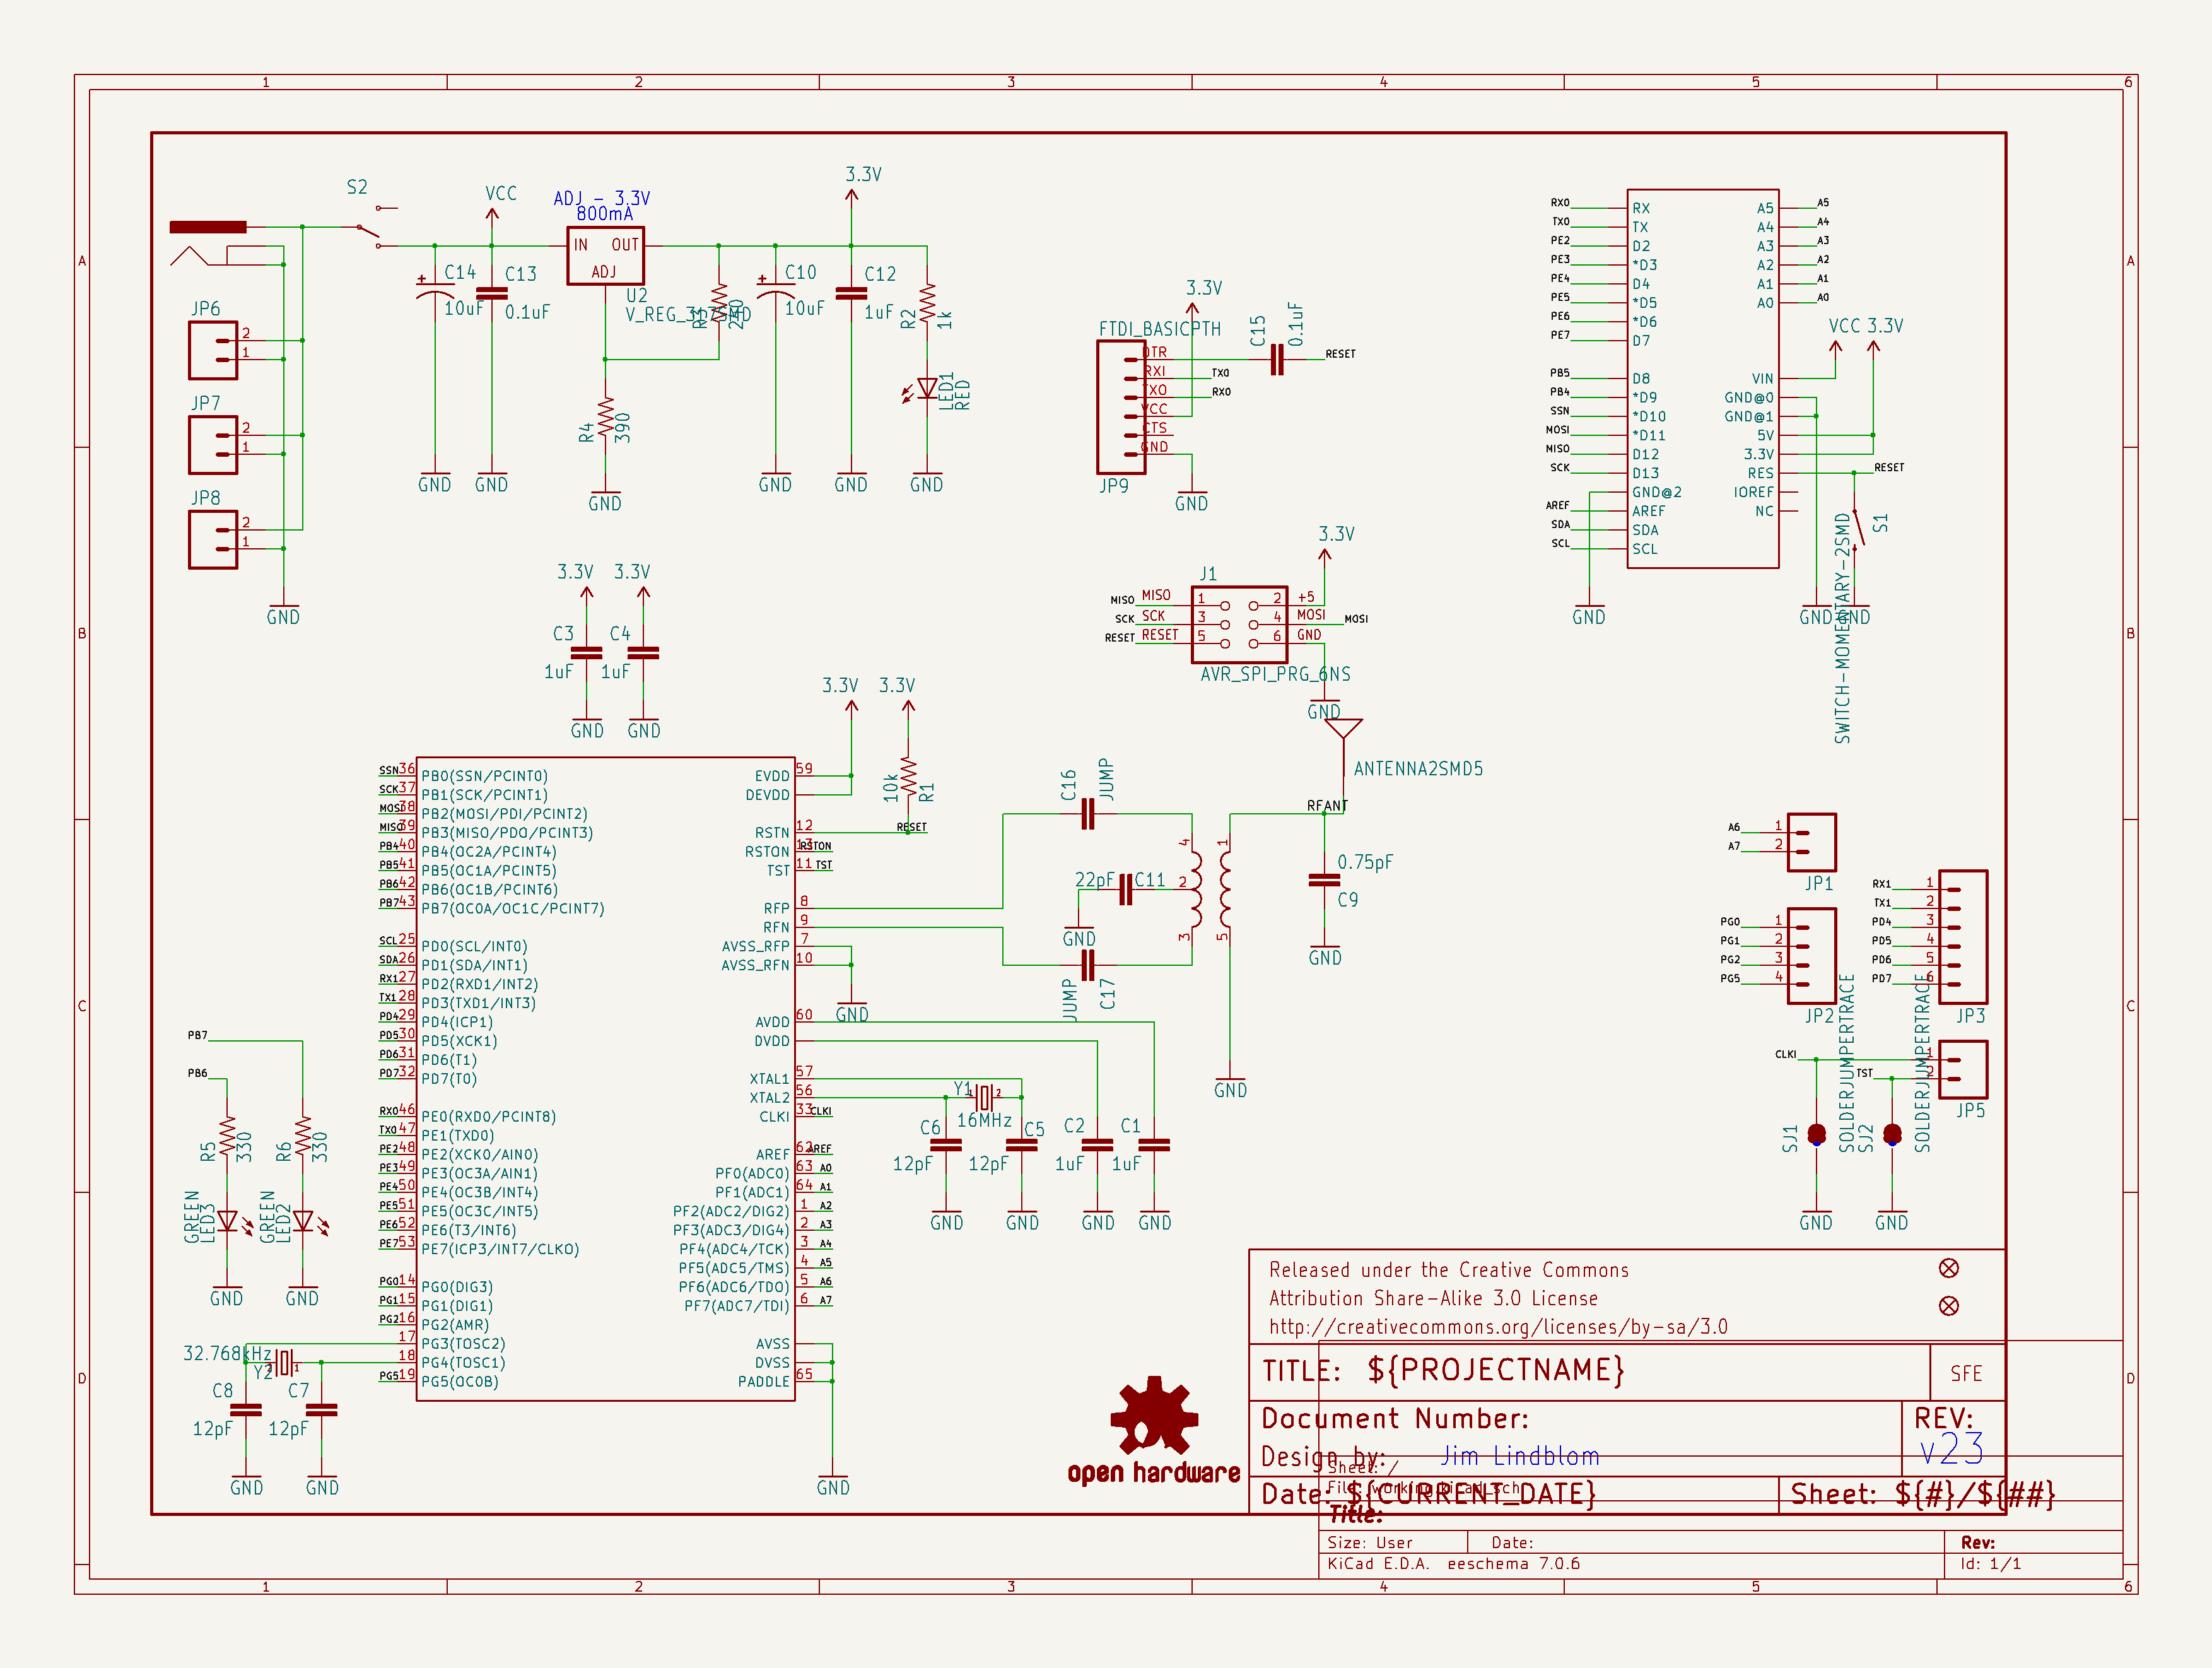 1 2 3 4 5 6
A
B
C
D
A
B
C
D
1 2 3 4 5 6
S2
VCC
ADJ - 3.3V
800mA
IN OUT
ADJ
U2
V_REG_317SMD
3.3V
C14
10uF
C13
0.1uF
240
C10
10uF
C12
1uF
R2
1k
LED1
RED
R4
390
GND GND GND GND GND GND
JP6
2
1
JP7
2
1
JP8
2
1
GND
3.3V
FTDI_BASICPTH
DTR
RXI
TXO
VCC
CTS
GND
TXO
RXO
C15
0.1uF
RESET
JP9
GND
RX0 RX
TX0 TX
PE2 D2
PE3 *D3
PE4 D4
PE5 *D5
PE6 *D6
PE7 D7
PB5 D8
PB4 *D9
SSN *D10
MOSI *D11
MISO D12
SCK D13
GND@2
AREF AREF
SDA SDA
SCL SCL
A5 A5
A4 A4
A3 A3
A2 A2
A1 A1
A0 A0
VCC 3.3V
VIN
GND@0
GND@1
5V
3.3V
RES RESET
IOREF
NC
S1
SWITCH-MOMENTARY-2SMD
GND GND GND
3.3V 3.3V
C3
1uF
C4
1uF
GND GND
3.3V
J1
MISO MISO 1 2 +5
SCK SCK 3 4 MOSI MOSI
RESET RESET 5 6 GND
AVR_SPI_PRG_6NS
GND
3.3V 3.3V
10k
R1
RESET
SSN 36 PB0(SSN/PCINT0)
SCK 37 PB1(SCK/PCINT1)
MOSI 38 PB2(MOSI/PDI/PCINT2)
MISO 39 PB3(MISO/PDO/PCINT3)
PB4 40 PB4(OC2A/PCINT4)
PB5 41 PB5(OC1A/PCINT5)
PB6 42 PB6(OC1B/PCINT6)
PB7 43 PB7(OC0A/OC1C/PCINT7)
SCL 25 PD0(SCL/INT0)
SDA 26 PD1(SDA/INT1)
RX1 27 PD2(RXD1/INT2)
TX1 28 PD3(TXD1/INT3)
PD4 29 PD4(ICP1)
PD5 30 PD5(XCK1)
PD6 31 PD6(T1)
PD7 32 PD7(T0)
RX0 46 PE0(RXD0/PCINT8)
TX0 47 PE1(TXD0)
PE2 48 PE2(XCK0/AIN0)
PE3 49 PE3(OC3A/AIN1)
PE4 50 PE4(OC3B/INT4)
PE5 51 PE5(OC3C/INT5)
PE6 52 PE6(T3/INT6)
PE7 53 PE7(ICP3/INT7/CLKO)
PG0 14 PG0(DIG3)
PG1 15 PG1(DIG1)
PG2 16 PG2(AMR)
17 PG3(TOSC2)
18 PG4(TOSC1)
PG5 19 PG5(OC0B)
EVDD 59
DEVDD
RSTN 12
RSTON 13 RSTON
TST 11 TST
RFP 8
RFN 9
AVSS_RFP 7
AVSS_RFN 10
GND
AVDD 60
DVDD
XTAL1 57
XTAL2 56
CLKI 33 CLKI
AREF 62 AREF
PF0(ADC0) 63 A0
PF1(ADC1) 64 A1
PF2(ADC2/DIG2) 1 A2
PF3(ADC3/DIG4) 2 A3
PF4(ADC4/TCK) 3 A4
PF5(ADC5/TMS) 4 A5
PF6(ADC6/TDO) 5 A6
PF7(ADC7/TDI) 6 A7
AVSS
DVSS
PADDLE 65
GND
C16
JUMP
22pF C11
GND
JUMP
C17
4
2
3
1
5
GND
ANTENNA2SMD5
RFANT
0.75pF
C9
GND
Y1
1 2
16MHz
C6
12pF
C5
12pF
C2
1uF
C1
1uF
GND GND GND GND
PB7
PB6
R5
330
R6
330
GREEN
LED3
GREEN
LED2
GND GND
32.768kHz
Y2
2 1
C8
12pF
C7
12pF
GND GND
A6 1
A7 2
JP1
PG0 1
PG1 2
PG2 3
PG5 4
JP2
RX1 1
TX1 2
PD4 3
PD5 4
PD6 5
PD7 6
JP3
CLKI 1
TST 2
JP5
SJ1
SOLDERJUMPERTRACE
SJ2
SOLDERJUMPERTRACE
GND GND
Released under the Creative Commons
Attribution Share-Alike 3.0 License
http://creativecommons.org/licenses/by-sa/3.0
TITLE: ${PROJECTNAME}
SFE
Document Number:
REV:
v23
Design by: Jim Lindblom
Date: ${CURRENT_DATE}
Sheet: ${#}/${##}
open hardware
Sheet: /
File: working.kicad_sch
Title:
Size: User Date: Rev:
KiCad E.D.A. eeschema 7.0.6 Id: 1/1